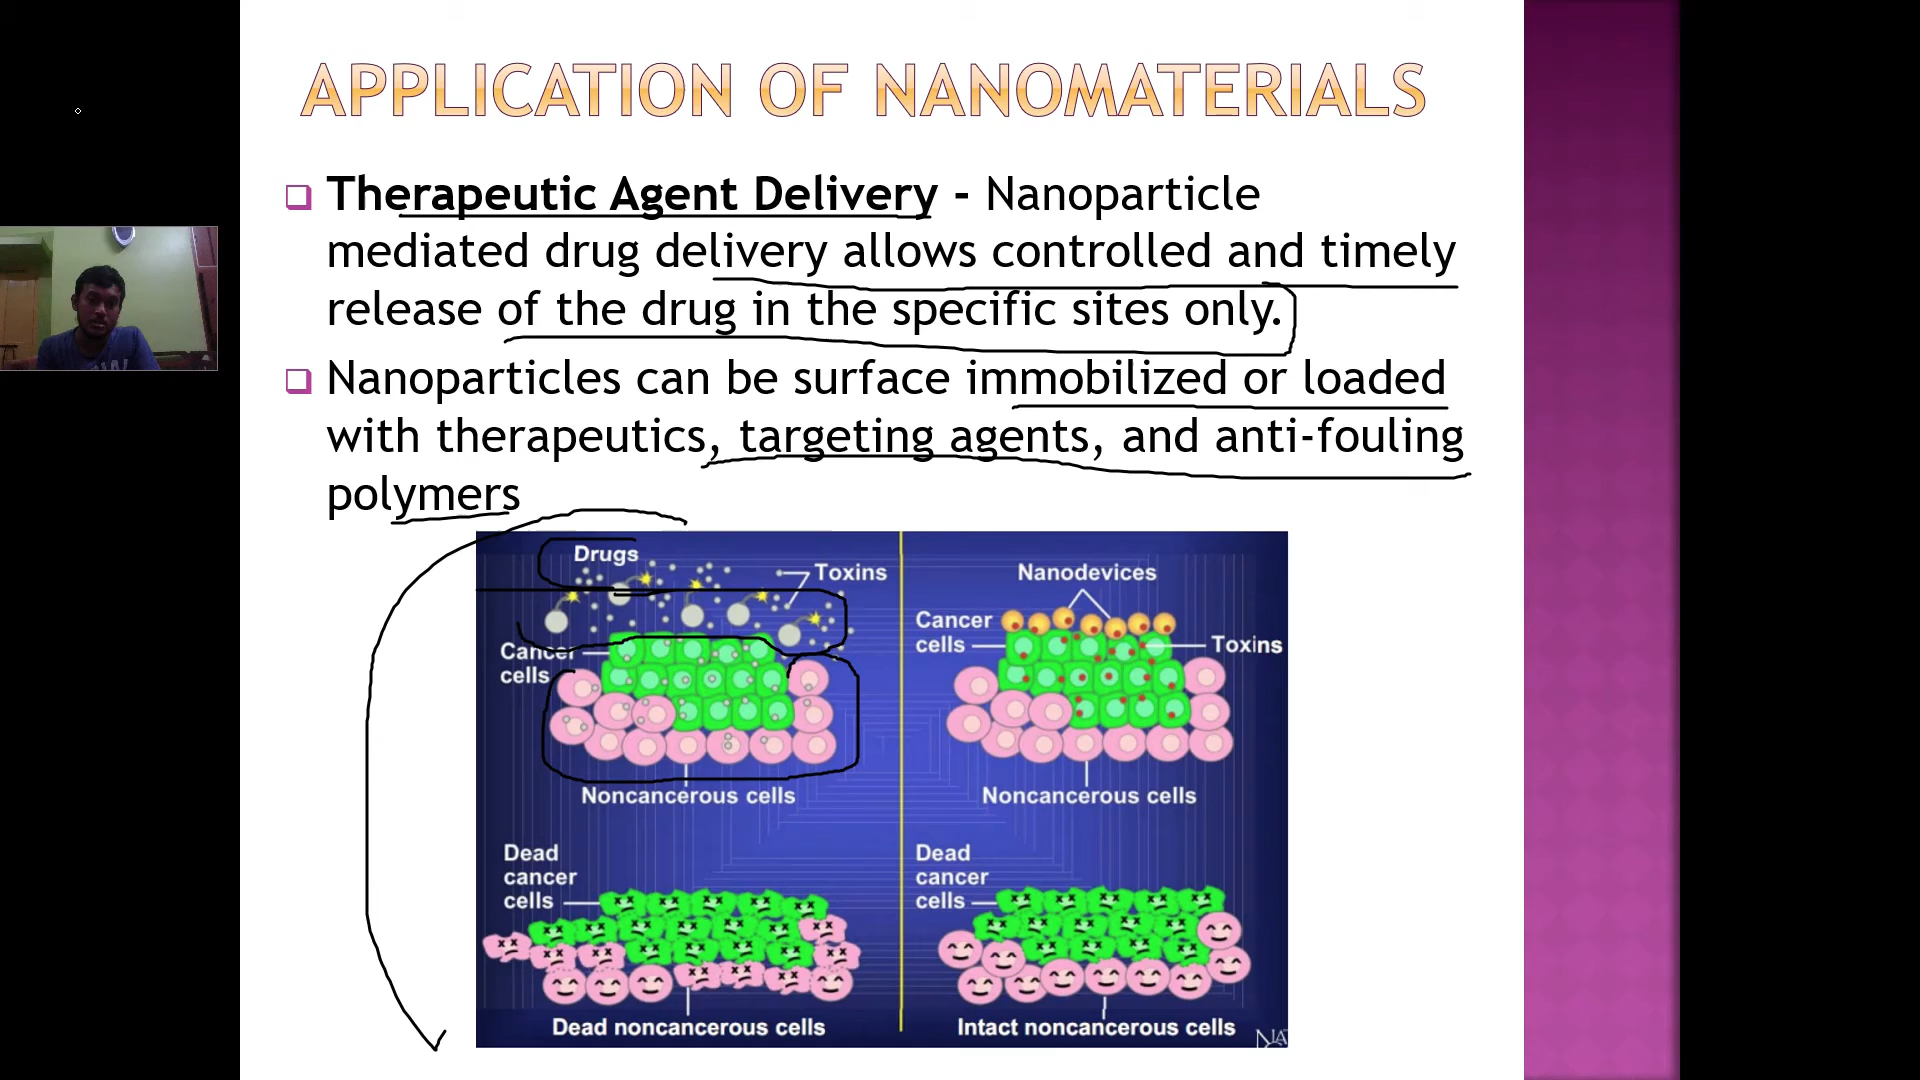 APPLICATION OF NANOMATERIALS
❑ Therapeutic Agent Delivery - Nanoparticle
mediated drug delivery allows controlled and timely
release of the drug in the specific sites only.
❑ Nanoparticles can be surface immobilized or loaded
with therapeutics, targeting agents, and anti-fouling
polymers
Drugs
Toxins
Cancer
cells
Noncancerous cells
Dead
cancer
cells
Dead noncancerous cells
Nanodevices
Cancer
cells
Toxins
Noncancerous cells
Dead
cancer
cells
Intact noncancerous cells